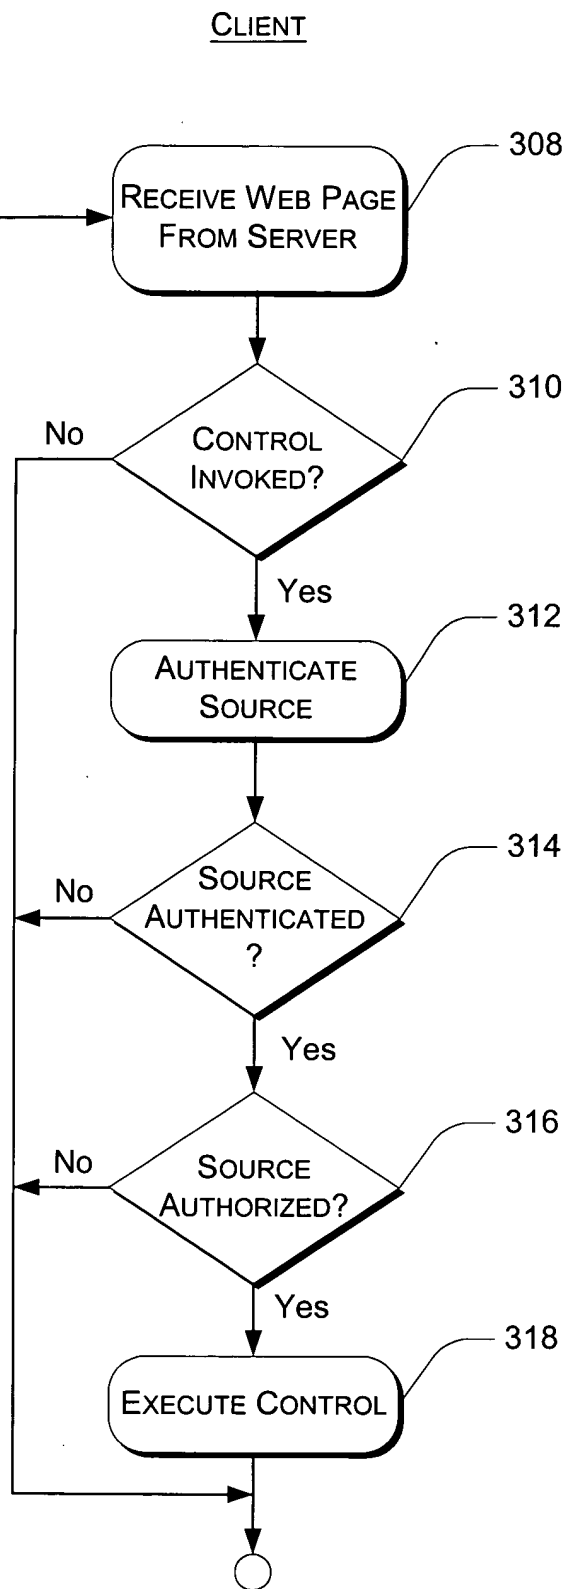 CLIENT
308
RECEIVE WEB PAGE
FROM SERVER
310
No
CONTROL
INVOKED?
Yes
312
AUTHENTICATE
SOURCE
314
No
SOURCE
AUTHENTICATED
?
Yes
316
No
SOURCE
AUTHORIZED?
Yes
318
EXECUTE CONTROL